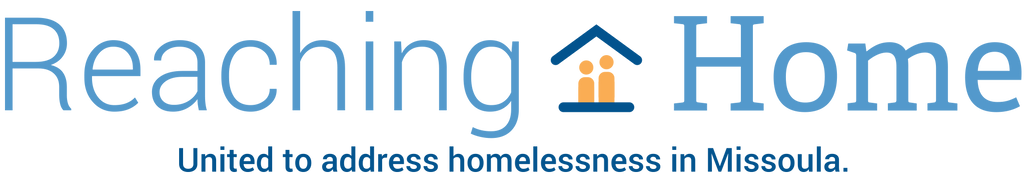 Reaching Home
United to address homelessness in Missoula.